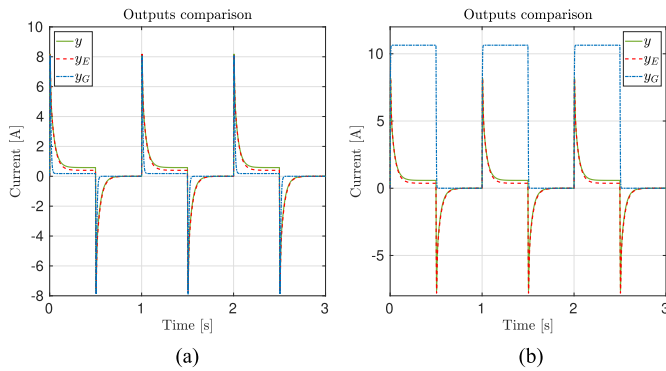 Outputs comparison
10
8
6
4
2
0
-2
-4
-6
-8
y
y_E
y_G
Current [A]
0
1
2
3
Time [s]
(a)
Outputs comparison
10
5
0
-5
y
y_E
y_G
Current [A]
0
1
2
3
Time [s]
(b)